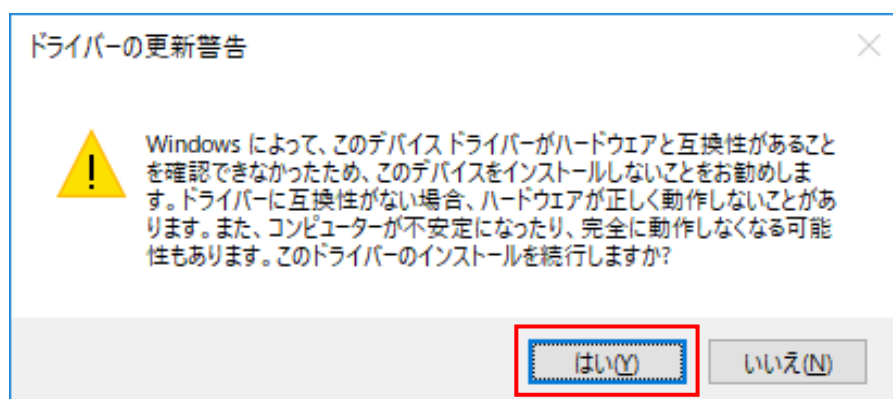 ドライバーの更新警告
Windows によって、このデバイス ドライバーがハードウェアと互換性があること
を確認できなかったため、このデバイスをインストールしないことをお勧めしま
す。ドライバーに互換性がない場合、ハードウェアが正しく動作しないことがあ
ります。また、コンピューターが不安定になったり、完全に動作しなくなる可能
性もあります。このドライバーのインストールを続行しますか?
はい(Y)
いいえ(N)